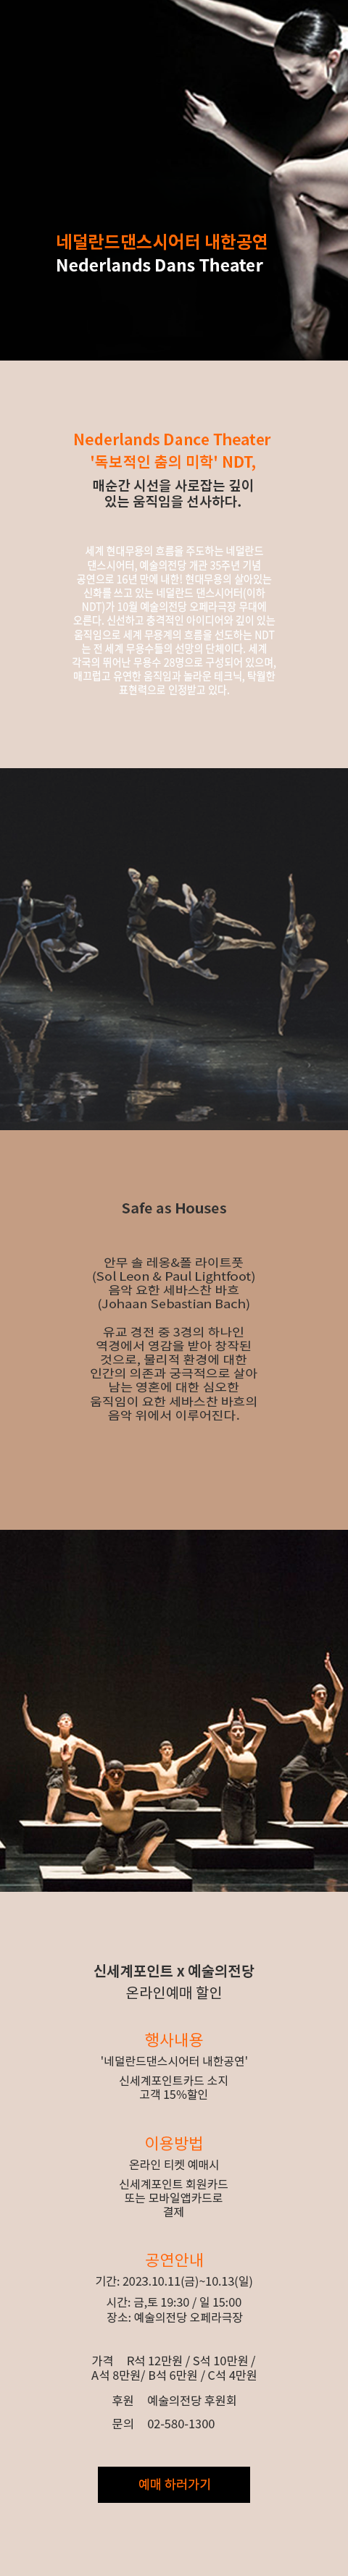 네덜란드댄스시어터 내한공연
Nederlands Dans Theater
Nederlands Dance Theater
'독보적인 춤의 미학' NDT,
매순간 시선을 사로잡는 깊이
있는 움직임을 선사하다.
세계 현대무용의 흐름을 주도하는 네덜란드
댄스시어터, 예술의전당 개관 35주년 기념
공연으로 16년 만에 내한! 현대무용의 살아있는
신화를 쓰고 있는 네덜란드 댄스시어터(이하
NDT)가 10월 예술의전당 오페라극장 무대에
오른다. 신선하고 충격적인 아이디어와 깊이 있는
움직임으로 세계 무용계의 흐름을 선도하는 NDT
는 전 세계 무용수들의 선망의 단체이다. 세계
각국의 뛰어난 무용수 28명으로 구성되어 있으며,
매끄럽고 유연한 움직임과 놀라운 테크닉, 탁월한
표현력으로 인정받고 있다.
Safe as Houses
안무 솔 레옹&폴 라이트풋
(Sol Leon & Paul Lightfoot)
음악 요한 세바스찬 바흐
(Johaan Sebastian Bach)
유교 경전 중 3경의 하나인
역경에서 영감을 받아 창작된
것으로, 물리적 환경에 대한
인간의 의존과 궁극적으로 살아
남는 영혼에 대한 심오한
움직임이 요한 세바스찬 바흐의
음악 위에서 이루어진다.
신세계포인트 x 예술의전당
온라인예매 할인
행사내용
'네덜란드댄스시어터 내한공연'
신세계포인트카드 소지
고객 15%할인
이용방법
온라인 티켓 예매시
신세계포인트 회원카드
또는 모바일앱카드로
결제
공연안내
기간: 2023.10.11(금)~10.13(일)
시간: 금,토 19:30 / 일 15:00
장소: 예술의전당 오페라극장
가격 R석 12만원 / S석 10만원 /
A석 8만원/ B석 6만원 / C석 4만원
후원 예술의전당 후원회
문의 02-580-1300
예매 하러가기